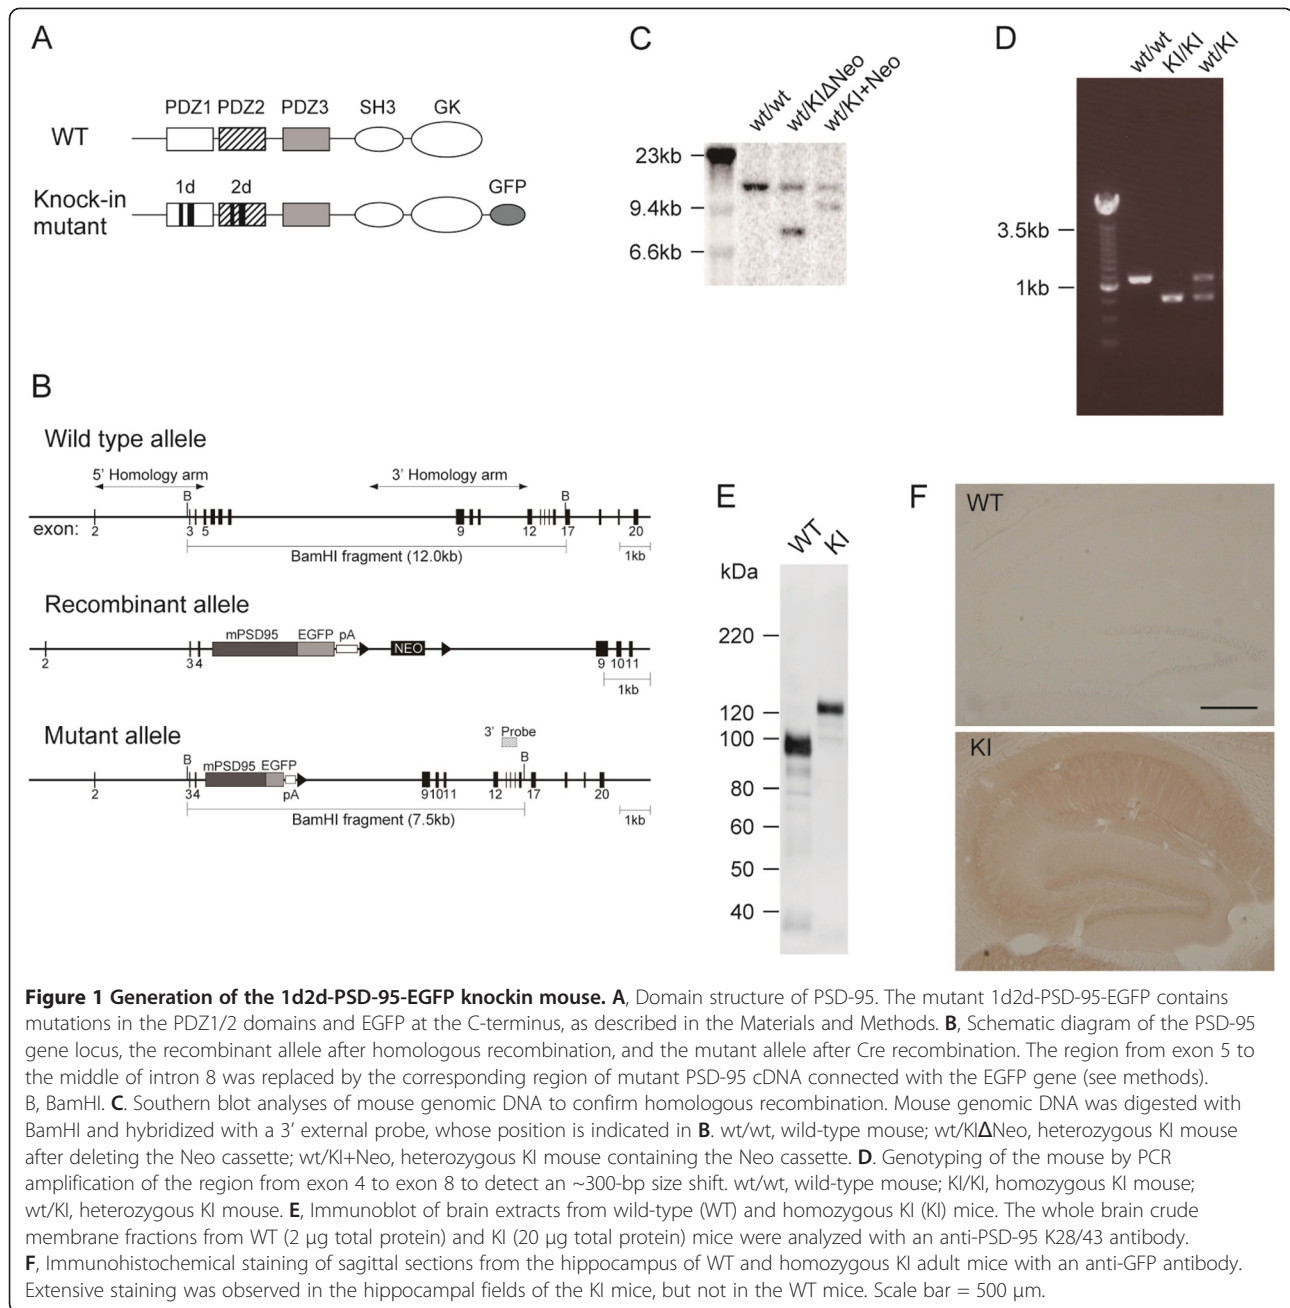 A
PDZ1 PDZ2 PDZ3 SH3 GK
WT
1d 2d GFP
Knock-in
mutant
B
Wild type allele
5’ Homology arm 3’ Homology arm
B B
exon: 2 3 5 9 12 17 20
BamHI fragment (12.0kb) 1kb
Recombinant allele
mPSD95 EGFP pA
NEO
2 3 4 9 10 11
1kb
Mutant allele
3’ Probe
B mPSD95 EGFP B
2 3 4 pA 9 10 11 12 17 20
BamHI fragment (7.5kb) 1kb
C
wt/wt wt/KIΔNeo wt/KI+Neo
23kb
9.4kb
6.6kb
D
wt/wt KI/KI wt/KI
3.5kb
1kb
E
WT KI
kDa
220
120
100
80
60
50
40
F
WT
KI
Figure 1 Generation of the 1d2d-PSD-95-EGFP knockin mouse. A, Domain structure of PSD-95. The mutant 1d2d-PSD-95-EGFP contains
mutations in the PDZ1/2 domains and EGFP at the C-terminus, as described in the Materials and Methods. B, Schematic diagram of the PSD-95
gene locus, the recombinant allele after homologous recombination, and the mutant allele after Cre recombination. The region from exon 5 to
the middle of intron 8 was replaced by the corresponding region of mutant PSD-95 cDNA connected with the EGFP gene (see methods).
B, BamHI. C. Southern blot analyses of mouse genomic DNA to confirm homologous recombination. Mouse genomic DNA was digested with
BamHI and hybridized with a 3’ external probe, whose position is indicated in B. wt/wt, wild-type mouse; wt/KIΔNeo, heterozygous KI mouse
after deleting the Neo cassette; wt/KI+Neo, heterozygous KI mouse containing the Neo cassette. D. Genotyping of the mouse by PCR
amplification of the region from exon 4 to exon 8 to detect an ~300-bp size shift. wt/wt, wild-type mouse; KI/KI, homozygous KI mouse;
wt/KI, heterozygous KI mouse. E, Immunoblot of brain extracts from wild-type (WT) and homozygous KI (KI) mice. The whole brain crude
membrane fractions from WT (2 μg total protein) and KI (20 μg total protein) mice were analyzed with an anti-PSD-95 K28/43 antibody.
F, Immunohistochemical staining of sagittal sections from the hippocampus of WT and homozygous KI adult mice with an anti-GFP antibody.
Extensive staining was observed in the hippocampal fields of the KI mice, but not in the WT mice. Scale bar = 500 μm.